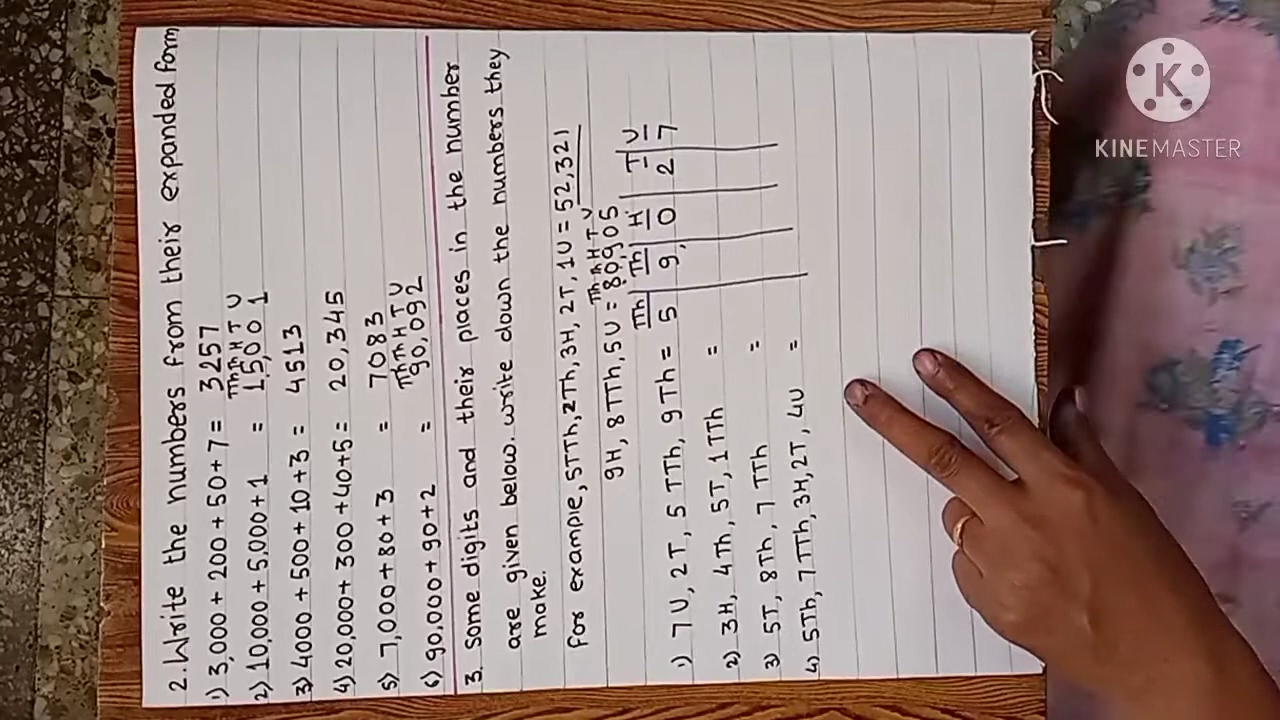 2. Write the numbers from their expanded form
1) 3,000 + 200 + 50 + 7 = 3257
TTh Th H T U
2) 10,000 + 5,000 + 1 = 15,001
3) 4000 + 500 + 10 + 3 = 4513
4) 20,000 + 300 + 40 + 5 = 20,345
5) 7,000 + 80 + 3 = 7083
TTh Th H T U
6) 90,000 + 90 + 2 = 90,092
3. Some digits and their places in the number
are given below. write down the numbers they
make.
For example, 5TTh, 2Th, 3H, 2T, 1U = 52,321
TTh Th H T U
9H, 8TTh, 5U = 80,905
TTh Th H T U
1) 7U, 2T, 5TTh, 9Th = 5 9, 0 2 7
2) 3H, 4Th, 5T, 1TTh =
3) 5T, 8Th, 7TTh =
4) 5Th, 7TTh, 3H, 2T, 4U =
K
KINEMASTER